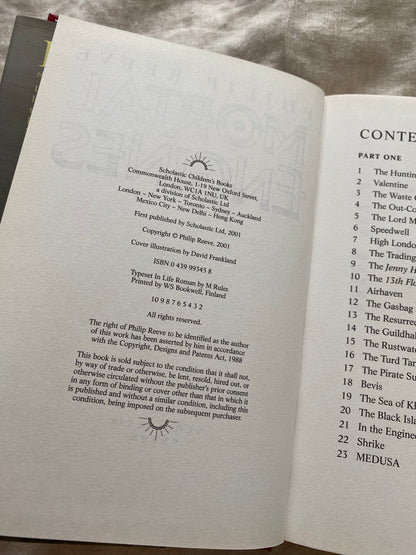 Scholastic Children's Books
Commonwealth House, 1-19 New Oxford Street,
London, WC1A 1NU, UK
a division of Scholastic Ltd
London ~ New York ~ Toronto ~ Sydney ~ Auckland
Mexico City ~ New Delhi ~ Hong Kong
First published by Scholastic Ltd, 2001
Copyright © Philip Reeve, 2001
Cover illustration by David Frankland
ISBN 0 439 99345 8
Typeset In Life Roman by M Rules
Printed by WS Bookwell, Finland
10 9 8 7 6 5 4 3 2
All rights reserved.
The right of Philip Reeve to be identified as the author
of this work has been asserted by him in accordance
with the Copyright, Designs and Patents Act, 1988
This book is sold subject to the condition that it shall not,
by way of trade or otherwise, be lent, resold, hired out, or
otherwise circulated without the publisher's prior consent
in any form of binding or cover other than that in which it
is published and without a similar condition, including this
condition, being imposed on the subsequent purchaser.
PHILIP REEVE
MORTAL
ENGINES
CONTE
PART ONE
1 The Huntin
2 Valentine
3 The Waste
4 The Out-Co
5 The Lord M
6 Speedwell
7 High London
8 The Trading
9 The Jenny H
10 The 13th Flo
11 Airhaven
12 The Gasbag
13 The Resurrec
14 The Guildhal
15 The Rustwat
16 The Turd Tan
17 The Pirate Su
18 Bevis
19 The Sea of Kh
20 The Black Isla
21 In the Engine
22 Shrike
23 MEDUSA